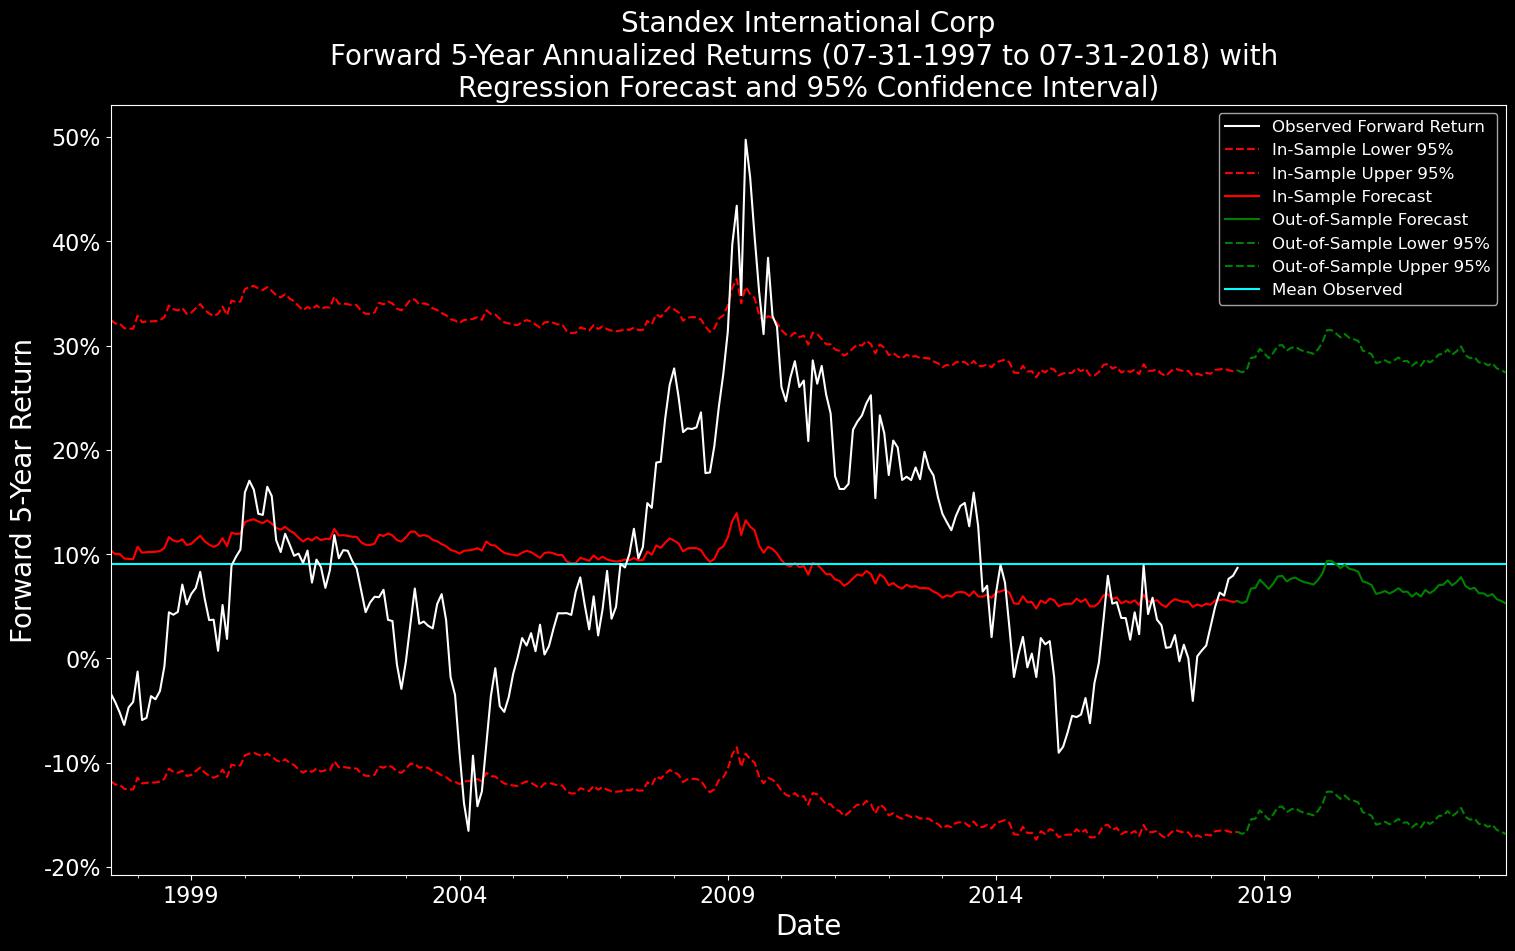 Standex International Corp
Forward 5-Year Annualized Returns (07-31-1997 to 07-31-2018) with
Regression Forecast and 95% Confidence Interval)
Observed Forward Return
In-Sample Lower 95%
In-Sample Upper 95%
In-Sample Forecast
Out-of-Sample Forecast
Out-of-Sample Lower 95%
Out-of-Sample Upper 95%
Mean Observed
Forward 5-Year Return
50%
40%
30%
20%
10%
0%
-10%
-20%
1999 2004 2009 2014 2019
Date